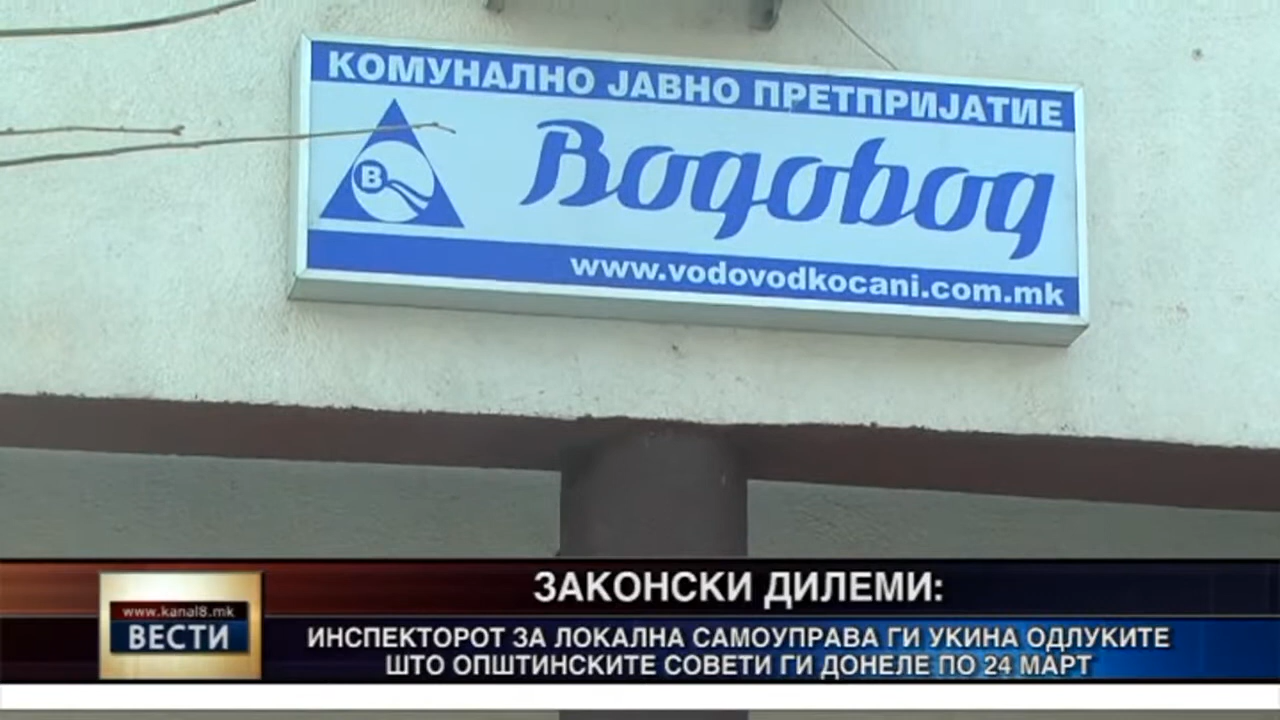 КОМУНАЛНО ЈАВНО ПРЕТПРИЈАТИЕ
В
Водовод
www.vodovodkocani.com.mk
ЗАКОНСКИ ДИЛЕМИ:
www.kanal8.mk
ВЕСТИ
ИНСПЕКТОРОТ ЗА ЛОКАЛНА САМОУПРАВА ГИ УКИНА ОДЛУКИТЕ
ШТО ОПШТИНСКИТЕ СОВЕТИ ГИ ДОНЕЛЕ ПО 24 МАРТ